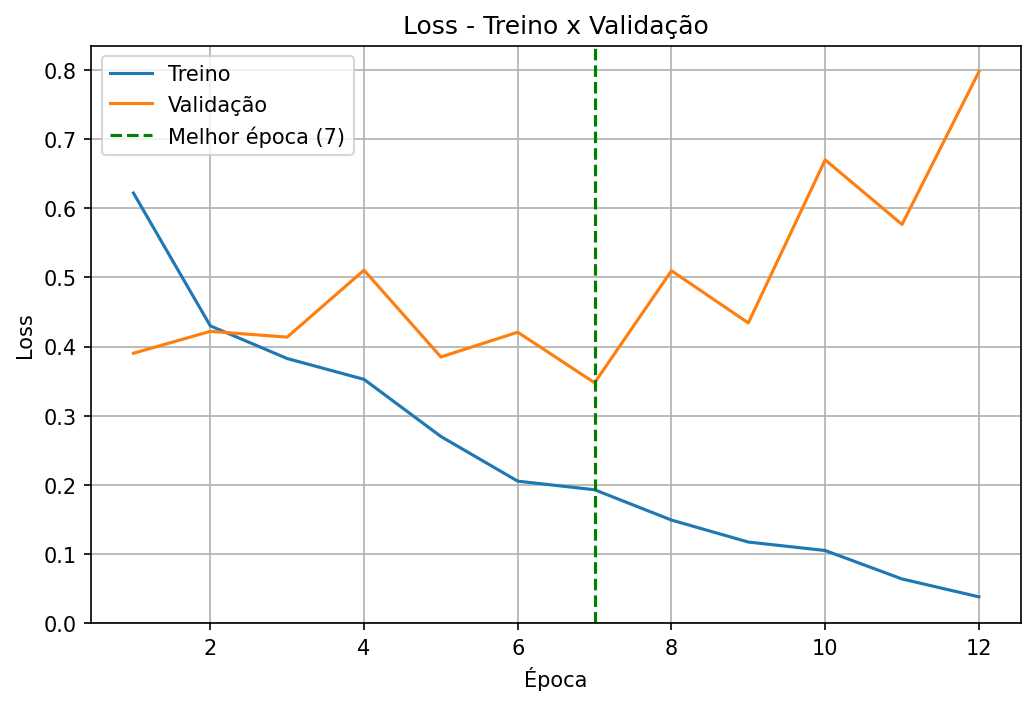 Loss - Treino x Validação
Treino
Validação
Melhor época (7)
Loss
0.8
0.7
0.6
0.5
0.4
0.3
0.2
0.1
0.0
2 4 6 8 10 12
Época